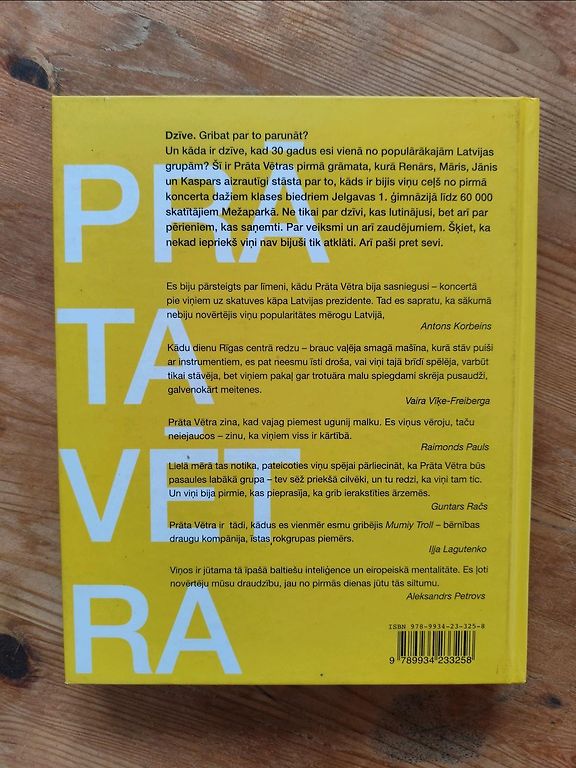 PRĀ
TA
VĒT
RA
Dzīve. Gribat par to parunāt?
Un kāda ir dzīve, kad 30 gadus esi vienā no populārākajām Latvijas
grupām? Šī ir Prāta Vētras pirmā grāmata, kurā Renārs, Māris, Jānis
un Kaspars aizrautīgi stāsta par to, kāds ir bijis viņu ceļš no pirmā
koncerta dažiem klases biedriem Jelgavas 1. ģimnāzijā līdz 60 000
skatītājiem Mežaparkā. Ne tikai par dzīvi, kas lutinājusi, bet arī par
pērieniem, kas saņemti. Par veiksmi un arī zaudējumiem. Šķiet, ka
nekad iepriekš viņi nav bijuši tik atklāti. Arī paši pret sevi.
Es biju pārsteigts par līmeni, kādu Prāta Vētra bija sasniegusi – koncertā
pie viņiem uz skatuves kāpa Latvijas prezidente. Tad es sapratu, ka sākumā
nebiju novērtējis viņu popularitātes mērogu Latvijā,
Antons Korbeins
Kādu dienu Rīgas centrā redzu – brauc vaļēja smagā mašīna, kurā stāv puiši
ar instrumentiem, es pat neesmu īsti droša, vai viņi tajā brīdī spēlēja, varbūt
tikai stāvēja, bet viņiem pakaļ gar trotuāra malu spiegdami skrēja pusaudži,
galvenokārt meitenes.
Vaira Vīķe-Freiberga
Prāta Vētra zina, kad vajag piemest ugunij malku. Es viņus vēroju, taču
neiejaucos – zinu, ka viņiem viss ir kārtībā.
Raimonds Pauls
Lielā mērā tas notika, pateicoties viņu spējai pārliecināt, ka Prāta Vētra būs
pasaules labākā grupa – tev sēž priekšā cilvēki, un tu redzi, ka viņi tam tic.
Un viņi bija pirmie, kas pieprasīja, ka grib ierakstīties ārzemēs.
Guntars Račs
Prāta Vētra ir tādi, kādus es vienmēr esmu gribējis Mumiy Troll – bērnības
draugu kompānija, īstas rokgrupas piemērs.
Iļja Lagutenko
Viņos ir jūtama tā īpašā baltiešu inteliģence un eiropeiskā mentalitāte. Es ļoti
novērtēju mūsu draudzību, jau no pirmās dienas jūtu tās siltumu.
Aleksandrs Petrovs
ISBN 978-9934-23-325-8
9 789934 233258